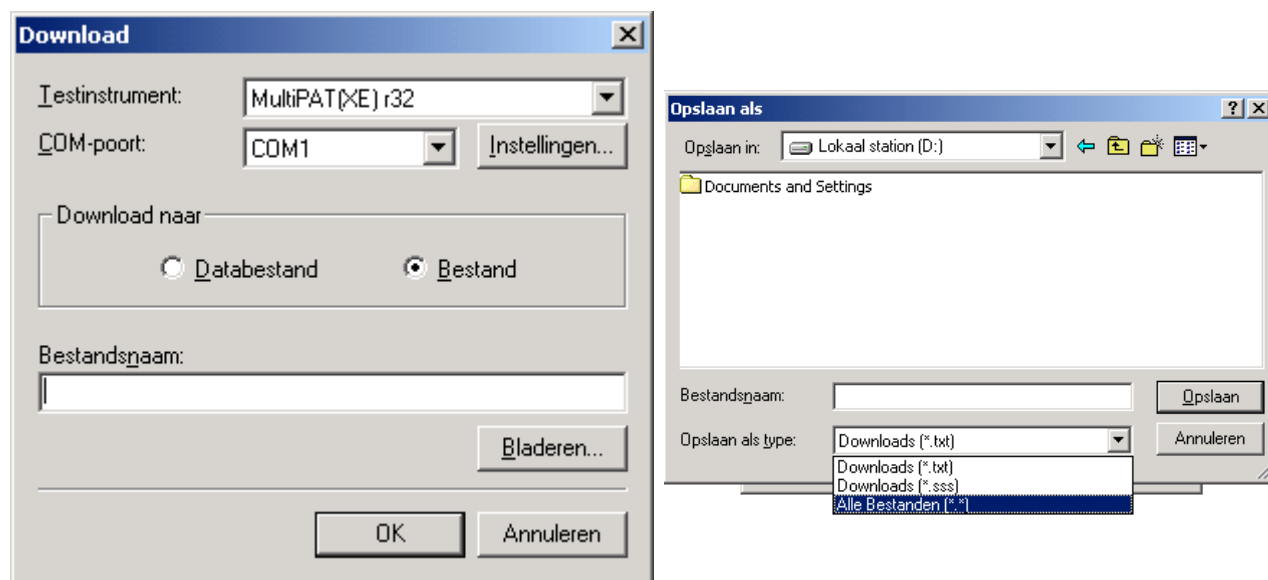 Download
Testinstrument: MultiPAT(XE) r32
COM-poort: COM1 Instellingen...
Download naar
Databestand Bestand
Bestandsnaam:
Bladeren...
OK Annuleren
Opslaan als
Opslaan in: Lokaal station (D:)
Documents and Settings
Bestandsnaam: Opslaan
Opslaan als type: Downloads (*.txt) Annuleren
Downloads (*.txt)
Downloads (*.sss)
Alle Bestanden (*.*)